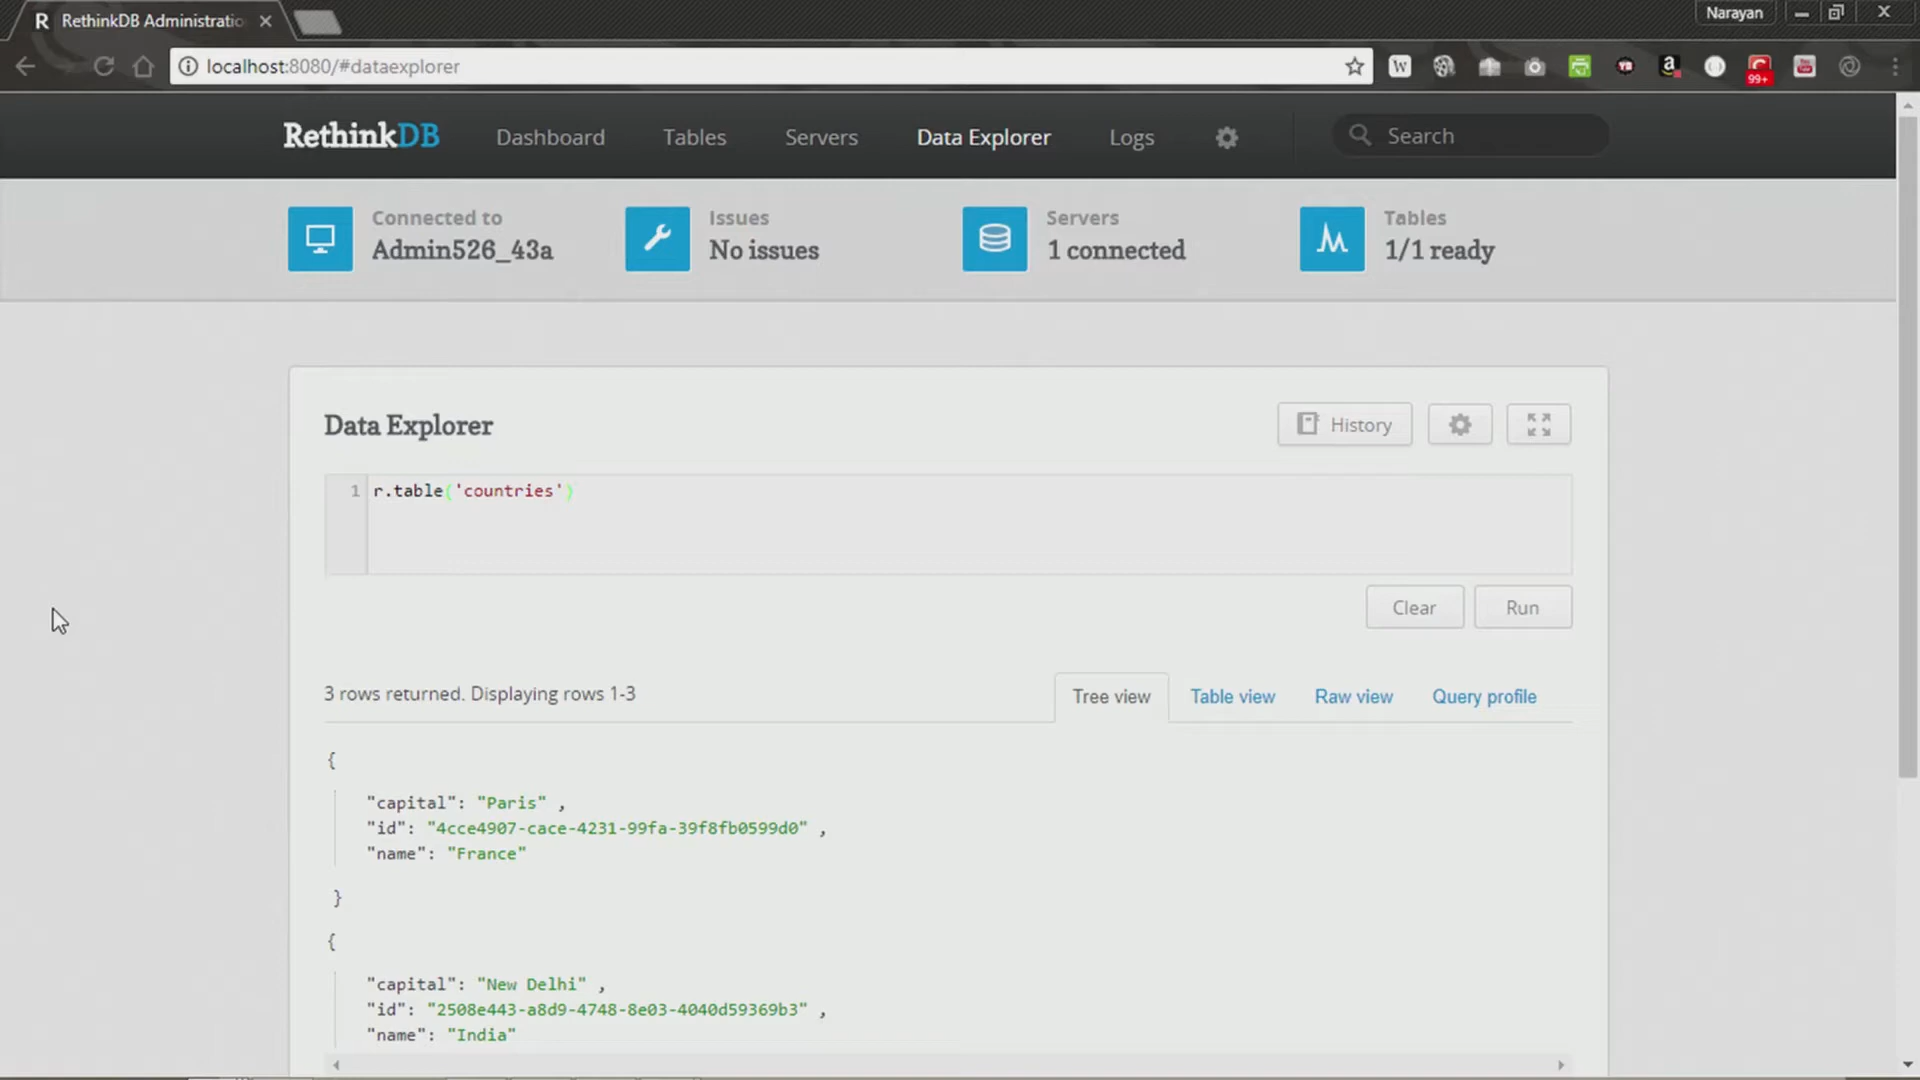 R RethinkDB Administratio
Narayan
localhost:8080/#dataexplorer
W
YB
a
99+
RethinkDB Dashboard Tables Servers Data Explorer Logs Search
Connected to
Admin526_43a
Issues
No issues
Servers
1 connected
Tables
1/1 ready
Data Explorer
History
1 r.table('countries')
Clear
Run
3 rows returned. Displaying rows 1-3
Tree view Table view Raw view Query profile
{
"capital": "Paris" ,
"id": "4cce4907-cace-4231-99fa-39f8fb0599d0" ,
"name": "France"
}
{
"capital": "New Delhi" ,
"id": "2508e443-a8d9-4748-8e03-4040d59369b3" ,
"name": "India"